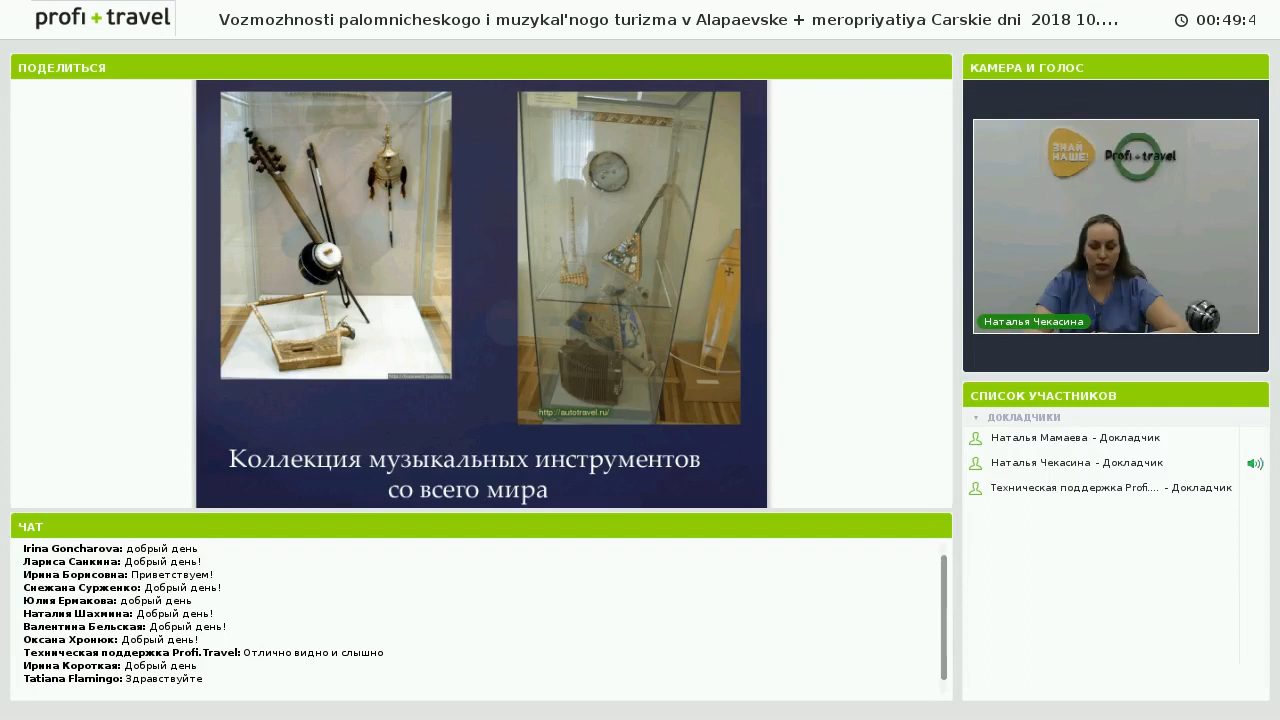 profi + travel
Vozmozhnosti palomnicheskogo i muzykal'nogo turizma v Alapaevske + meropriyatiya Carskie dni 2018 10....
00:49:4
ПОДЕЛИТЬСЯ
http://autotravel.ru/
Коллекция музыкальных инструментов
со всего мира
ЧАТ
Irina Goncharova: добрый день
Лариса Санкина: Добрый день!
Ирина Борисовна: Приветствуем!
Снежана Сурженко: Добрый день!
Юлия Ермакова: добрый день
Наталия Шахмина: Добрый день!
Валентина Бельская: Добрый день!
Оксана Хронюк: Добрый день!
Техническая поддержка Profi.Travel: Отлично видно и слышно
Ирина Короткая: Добрый день
Tatiana Flamingo: Здравствуйте
КАМЕРА И ГОЛОС
ЗНАЙ
НАШЕ!
Profi travel
Наталья Чекасина
СПИСОК УЧАСТНИКОВ
ДОКЛАДЧИКИ
Наталья Мамаева - Докладчик
Наталья Чекасина - Докладчик
Техническая поддержка Profi.... - Докладчик